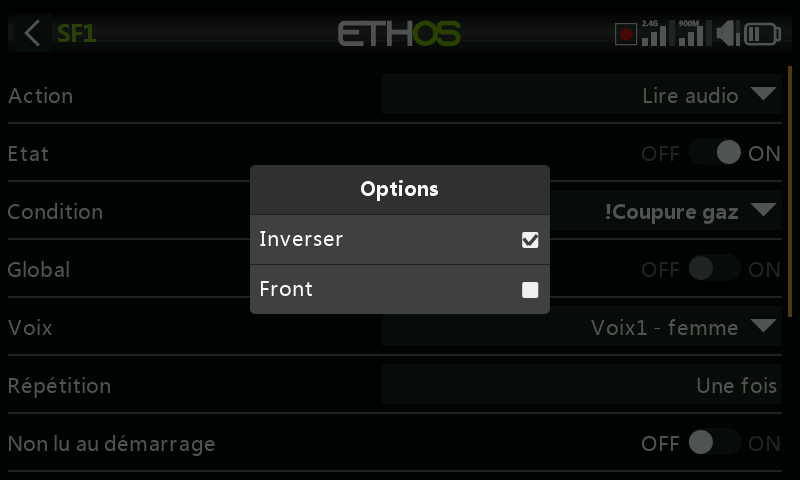 SF1 ETHOS 2.4G 900M
Action Lire audio
Etat OFF ON
Options
Condition !Coupure gaz
Inverser
Global OFF ON
Front
Voix Voix1 - femme
Répétition Une fois
Non lu au démarrage OFF ON